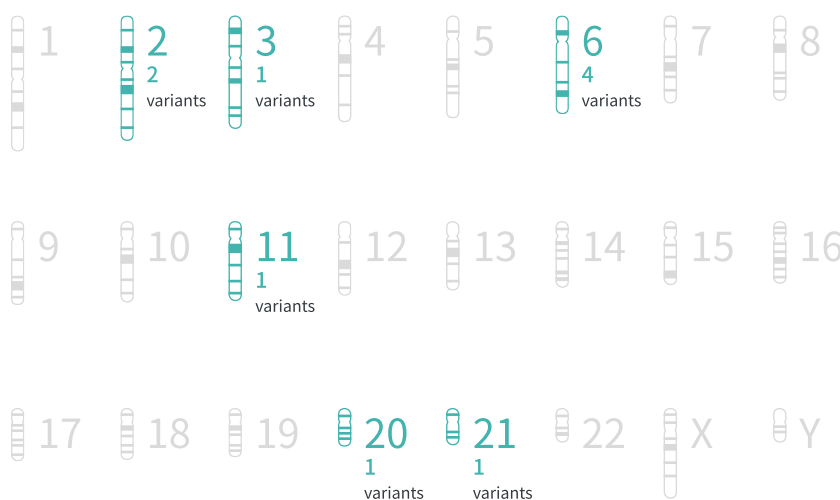 1 2 3 4 5 6 7 8
2 1 4
variants variants variants
9 10 11 12 13 14 15 16
1
variants
17 18 19 20 21 22 X Y
1 1
variants variants